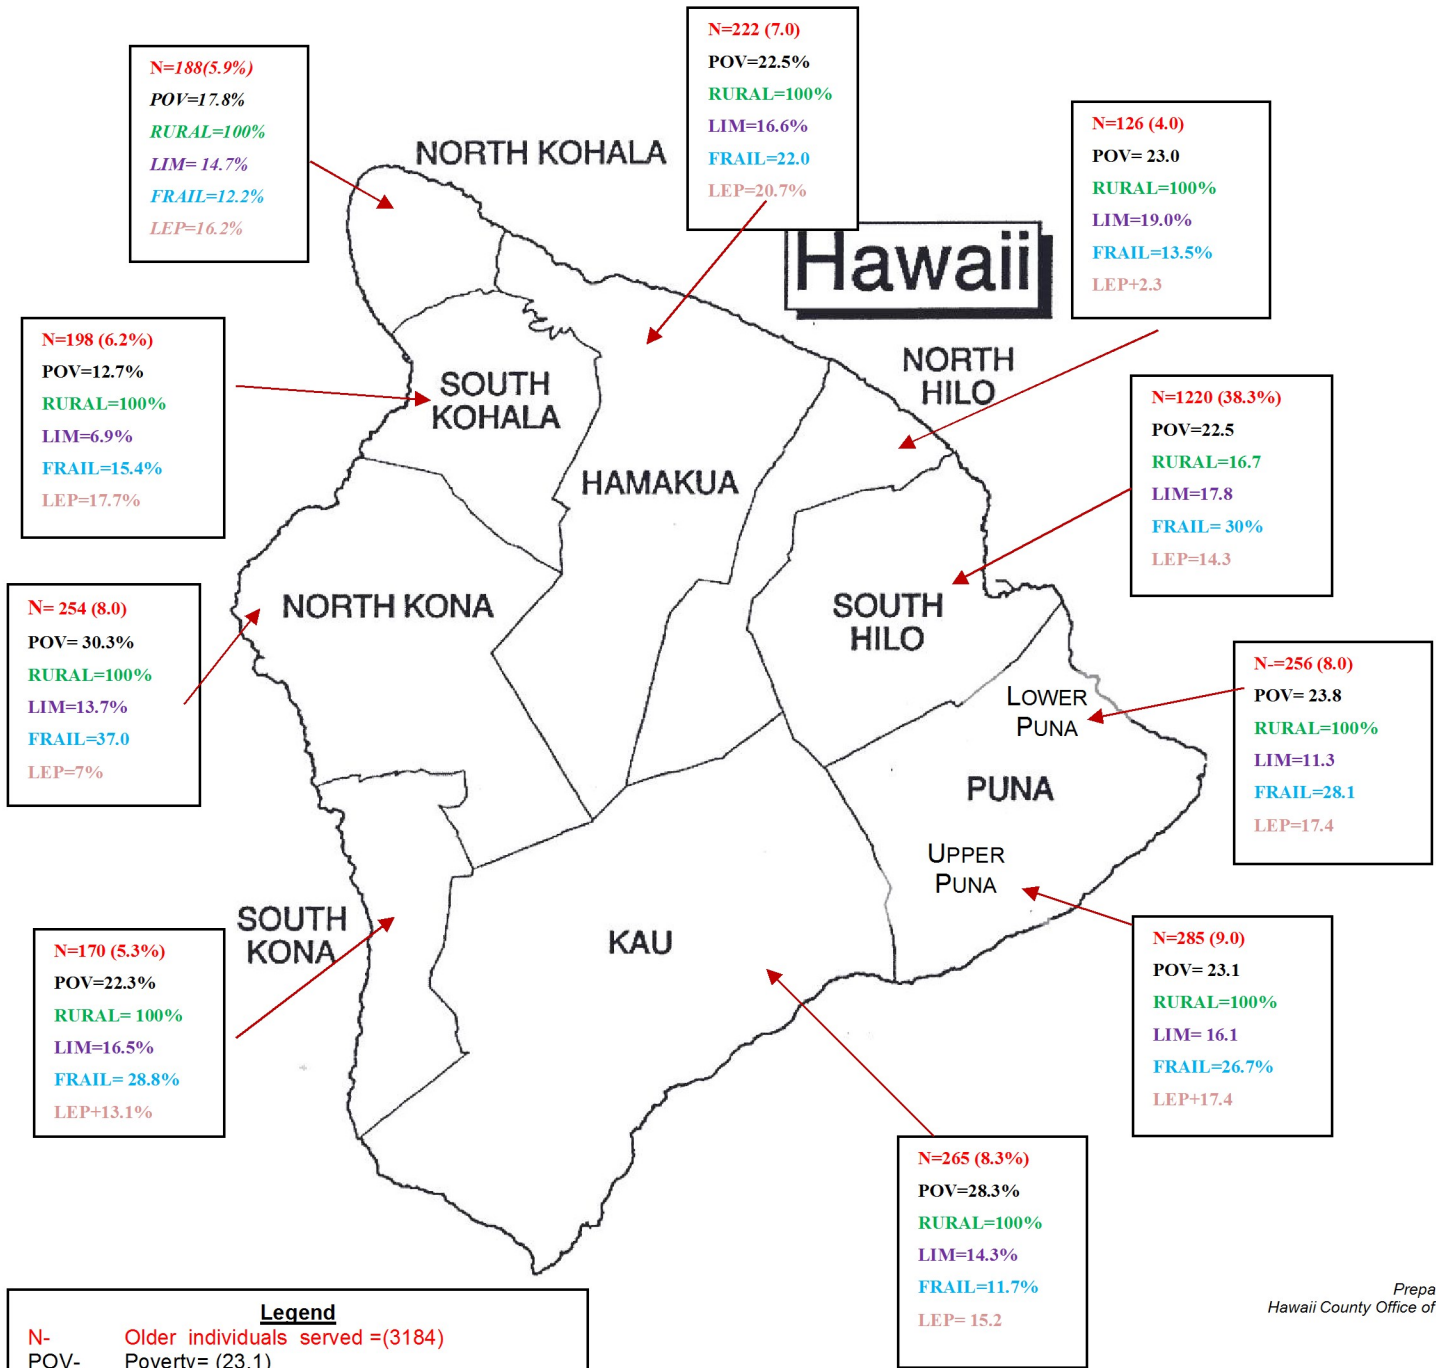 N=188(5.9%)
POV=17.8%
RURAL=100%
LIM= 14.7%
FRAIL=12.2%
LEP=16.2%
N=222 (7.0)
POV=22.5%
RURAL=100%
LIM=16.6%
FRAIL=22.0
LEP=20.7%
N=126 (4.0)
POV= 23.0
RURAL=100%
LIM=19.0%
FRAIL=13.5%
LEP+2.3
NORTH KOHALA
Hawaii
N=198 (6.2%)
POV=12.7%
RURAL=100%
LIM=6.9%
FRAIL=15.4%
LEP=17.7%
SOUTH
KOHALA
NORTH
HILO
N=1220 (38.3%)
POV=22.5
RURAL=16.7
LIM=17.8
FRAIL= 30%
LEP=14.3
HAMAKUA
N= 254 (8.0)
POV= 30.3%
RURAL=100%
LIM=13.7%
FRAIL=37.0
LEP=7%
NORTH KONA
SOUTH
HILO
N-=256 (8.0)
POV= 23.8
RURAL=100%
LIM=11.3
FRAIL=28.1
LEP=17.4
LOWER
PUNA
PUNA
UPPER
PUNA
SOUTH
KONA
KAU
N=170 (5.3%)
POV=22.3%
RURAL= 100%
LIM=16.5%
FRAIL= 28.8%
LEP+13.1%
N=285 (9.0)
POV= 23.1
RURAL=100%
LIM= 16.1
FRAIL=26.7%
LEP+17.4
N=265 (8.3%)
POV=28.3%
RURAL=100%
LIM=14.3%
FRAIL=11.7%
LEP= 15.2
Prepa
Hawaii County Office of
Legend
N- Older individuals served =(3184)
POV- Poverty= (23.1)